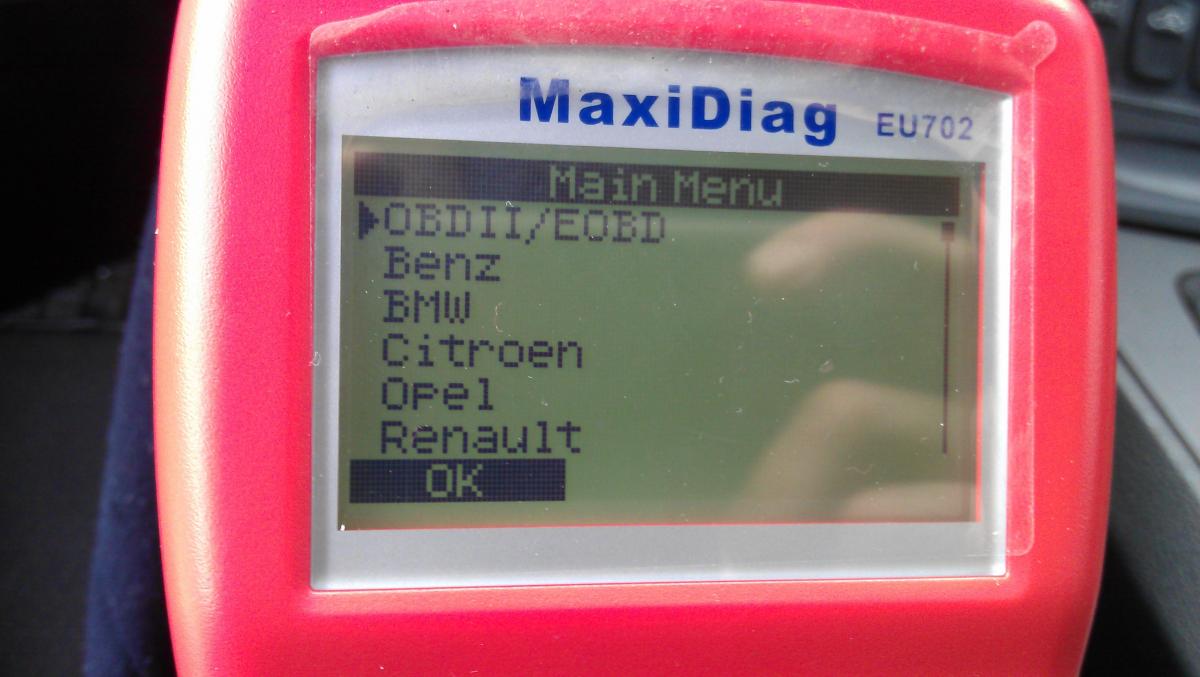 MaxiDiag EU702
Main Menu
OBDII/EOBD
Benz
BMW
Citroen
Opel
Renault
OK